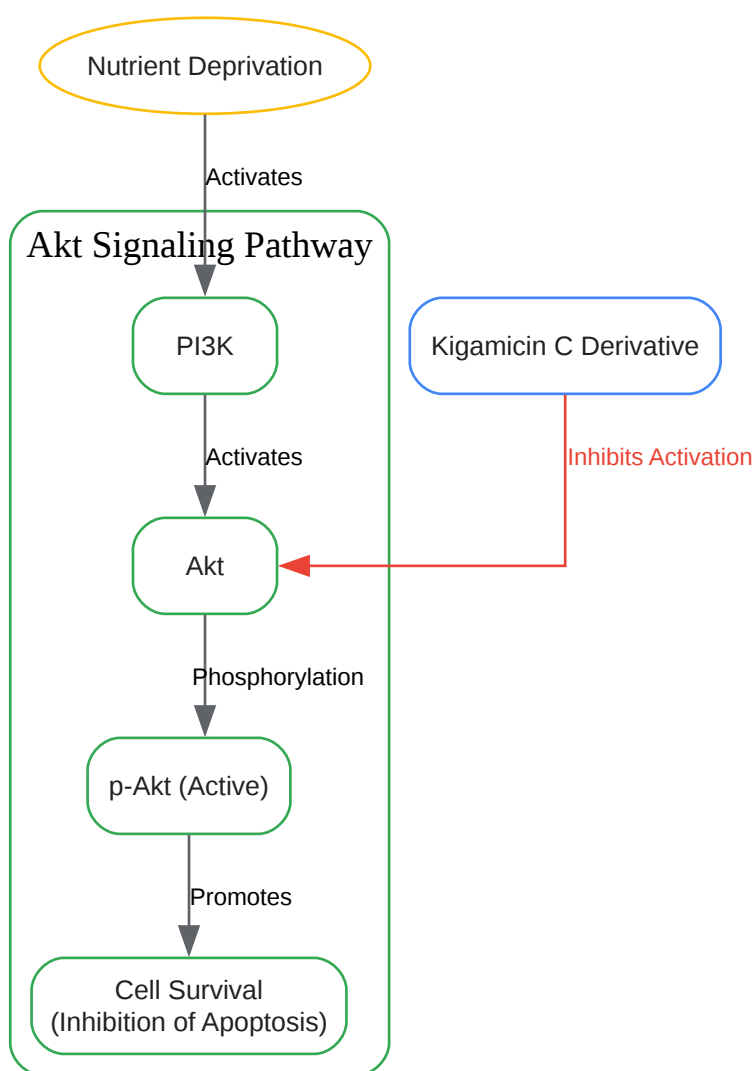 Nutrient Deprivation
Activates
Akt Signaling Pathway
PI3K
Kigamicin C Derivative
Activates
Inhibits Activation
Akt
Phosphorylation
p-Akt (Active)
Promotes
Cell Survival
(Inhibition of Apoptosis)